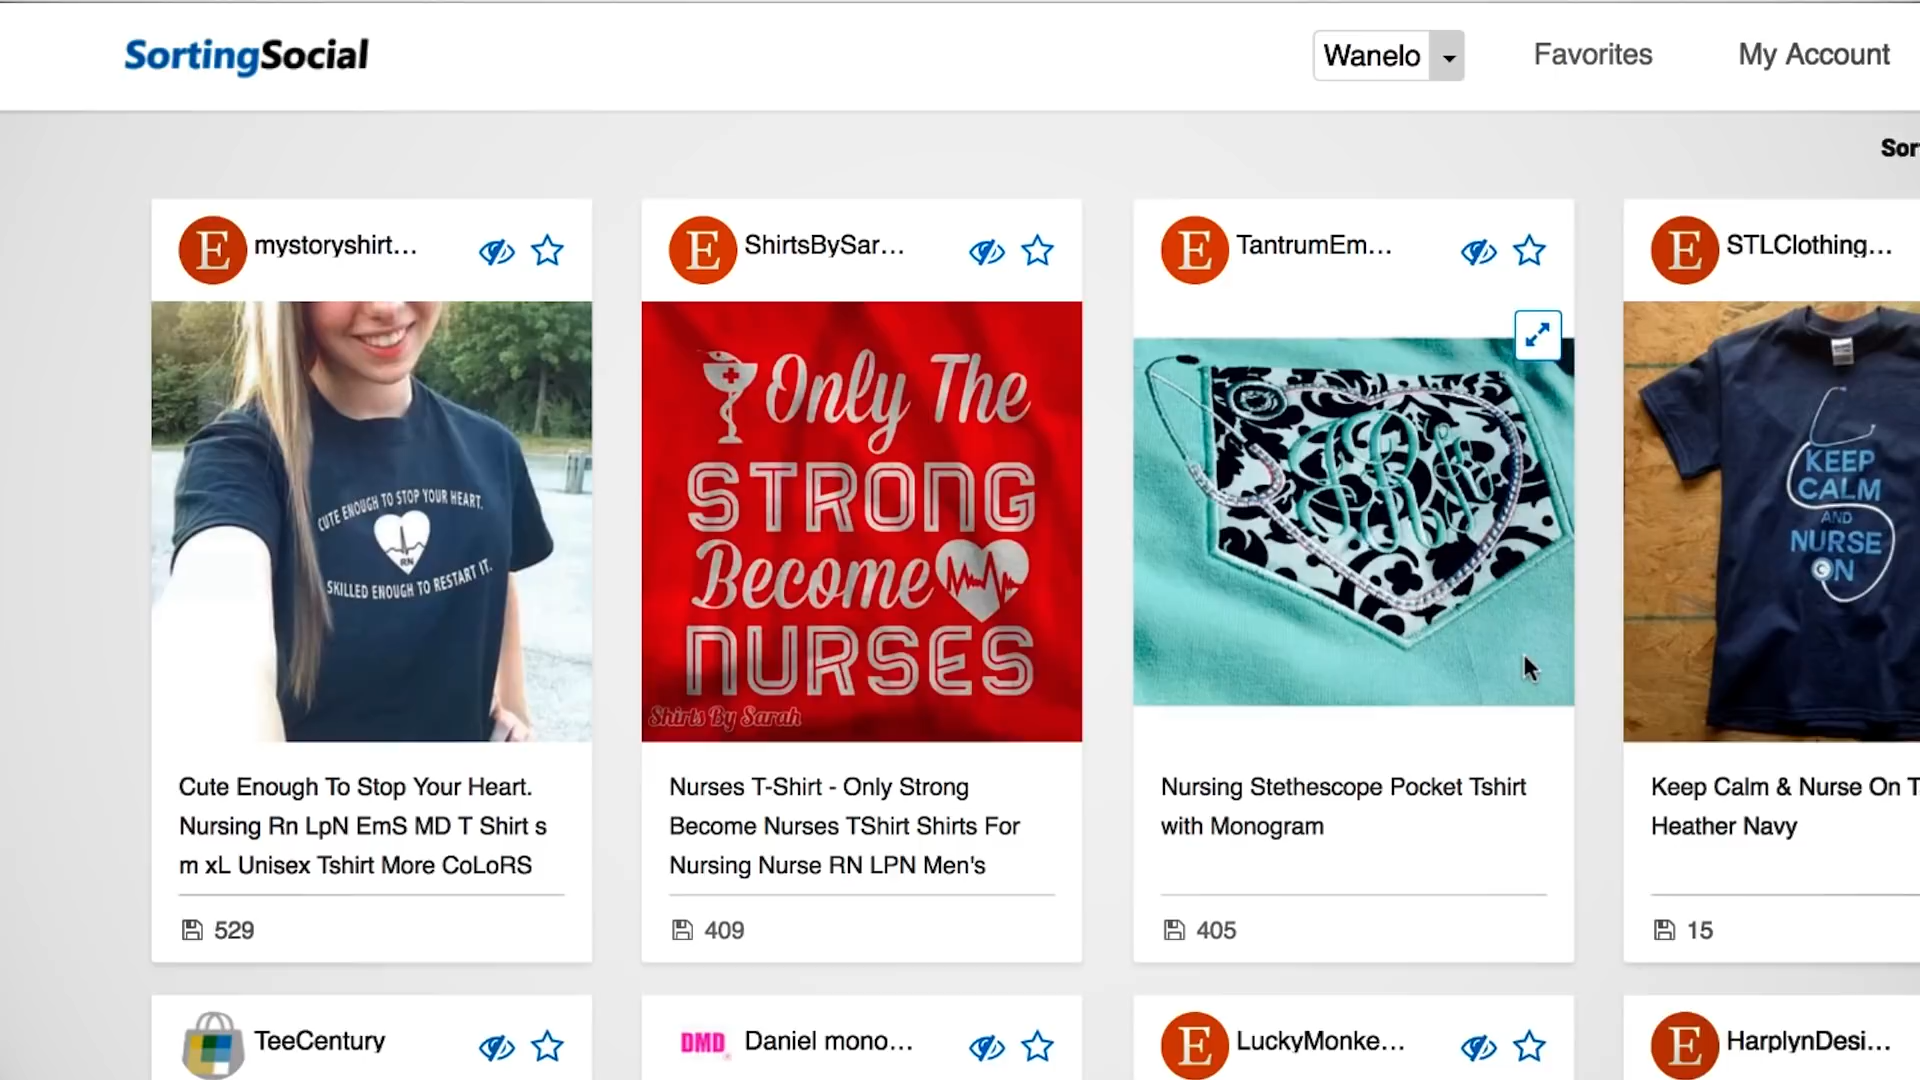 SortingSocial
Wanelo
Favorites
My Account
Sor
E
mystoryshirt...
E
ShirtsBySar...
E
TantrumEm...
E
STLClothing...
CUTE ENOUGH TO STOP YOUR HEART.
RN
SKILLED ENOUGH TO RESTART IT.
Only The
STRONG
Become
NURSES
Shirts By Sarah
KEEP
CALM
AND
NURSE
ON
Cute Enough To Stop Your Heart.
Nursing Rn LpN EmS MD T Shirt s
m xL Unisex Tshirt More CoLoRS
Nurses T-Shirt - Only Strong
Become Nurses TShirt Shirts For
Nursing Nurse RN LPN Men's
Nursing Stethescope Pocket Tshirt
with Monogram
Keep Calm & Nurse On T
Heather Navy
529
409
405
15
TeeCentury
DMD
Daniel mono...
E
LuckyMonke...
E
HarplynDesi...